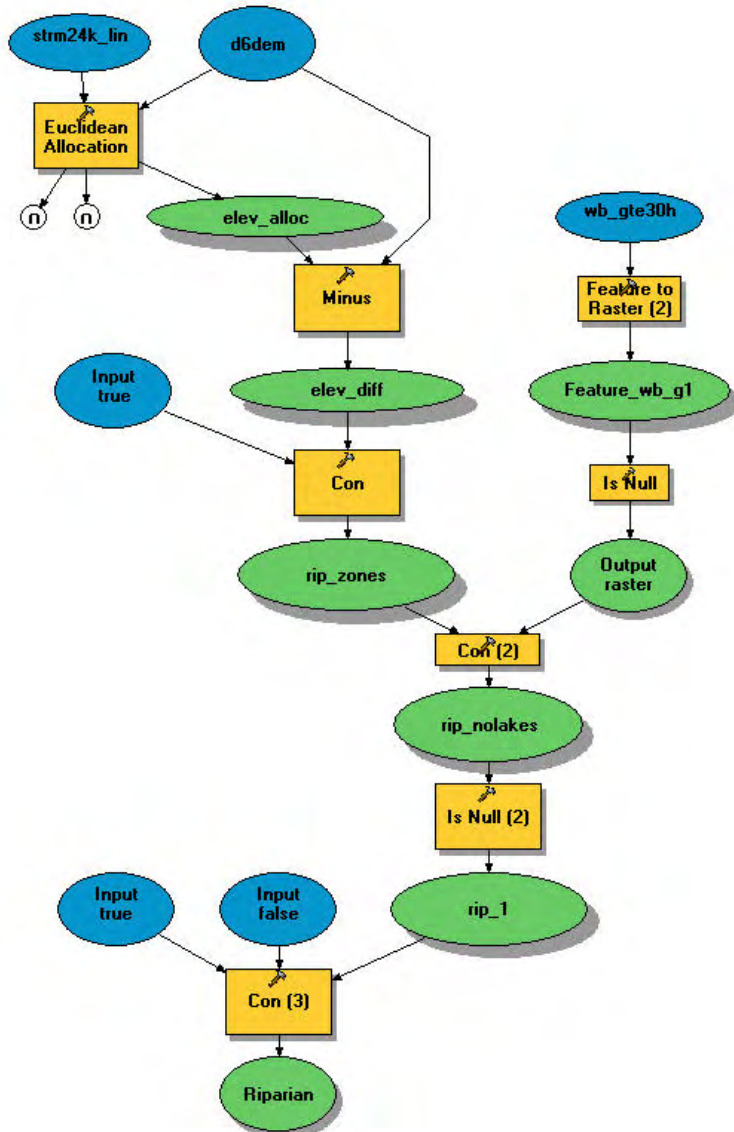 strm24k_lin
d6dem
Euclidean
Allocation
n
n
elev_alloc
wb_gte30h
Minus
Feature to
Raster (2)
Input
true
elev_diff
Feature_wb_g1
Con
Is Null
rip_zones
Output
raster
Con (2)
rip_nolakes
Is Null (2)
Input
true
Input
false
rip_1
Con (3)
Riparian